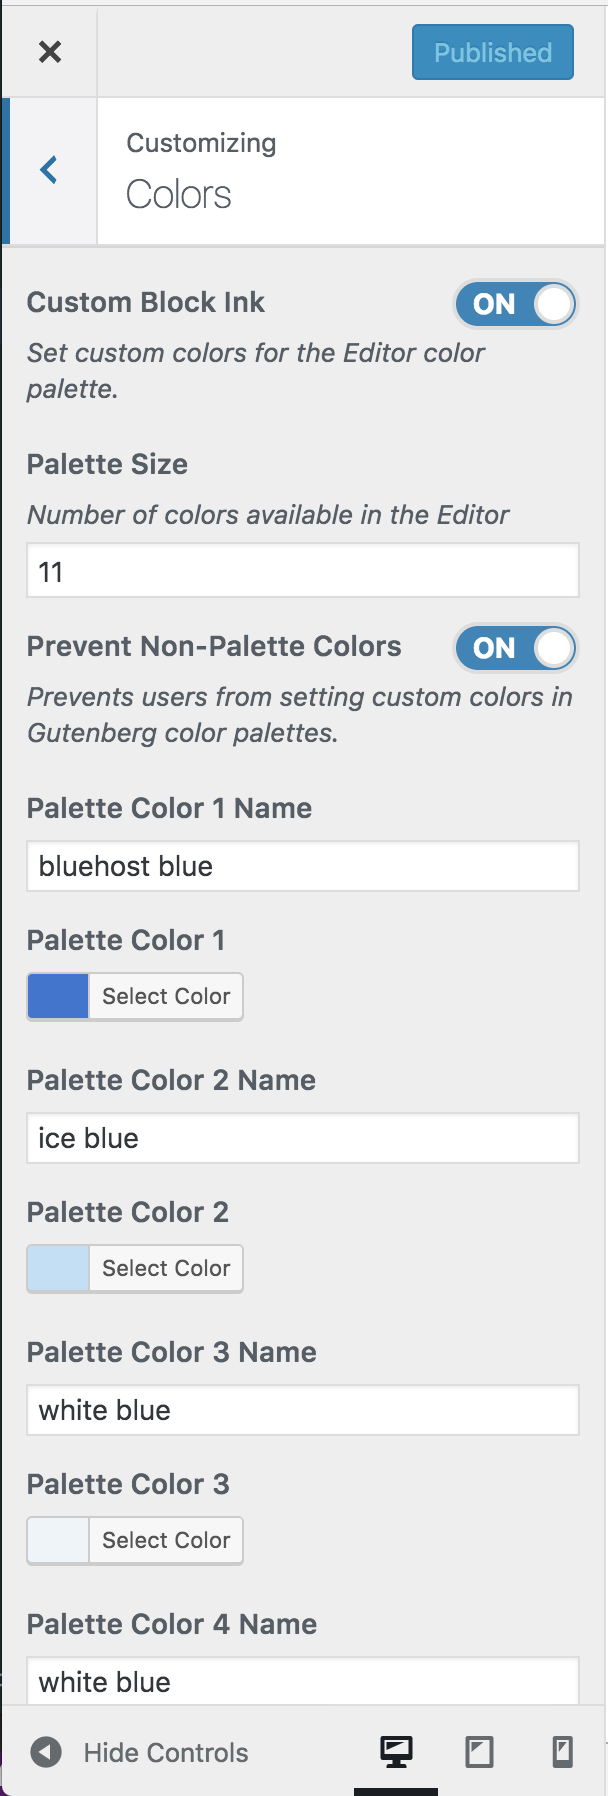 Published
Customizing
Colors
Custom Block Ink
ON
Set custom colors for the Editor color
palette.
Palette Size
Number of colors available in the Editor
11
Prevent Non-Palette Colors
ON
Prevents users from setting custom colors in
Gutenberg color palettes.
Palette Color 1 Name
bluehost blue
Palette Color 1
Select Color
Palette Color 2 Name
ice blue
Palette Color 2
Select Color
Palette Color 3 Name
white blue
Palette Color 3
Select Color
Palette Color 4 Name
white blue
Hide Controls